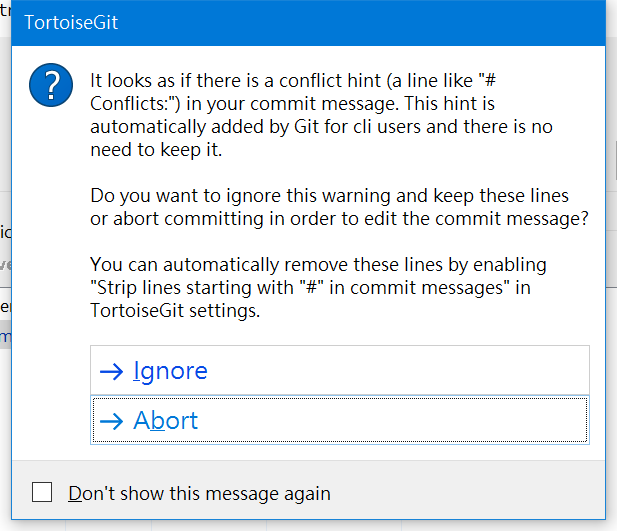 TortoiseGit
It looks as if there is a conflict hint (a line like "#
Conflicts:") in your commit message. This hint is
automatically added by Git for cli users and there is no
need to keep it.
Do you want to ignore this warning and keep these lines
or abort committing in order to edit the commit message?
You can automatically remove these lines by enabling
"Strip lines starting with "#" in commit messages" in
TortoiseGit settings.
→ Ignore
→ Abort
Don't show this message again